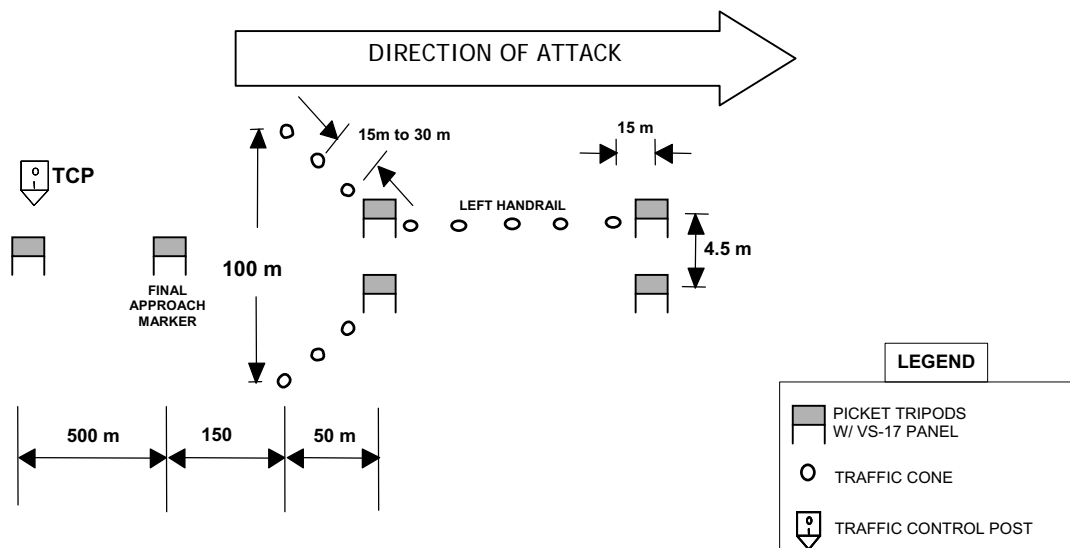 DIRECTION OF ATTACK
15m to 30 m
15 m
TCP
LEFT HANDRAIL
4.5 m
100 m
FINAL
APPROACH
MARKER
500 m
150
50 m
LEGEND
PICKET TRIPODS
W/ VS-17 PANEL
TRAFFIC CONE
TRAFFIC CONTROL POST